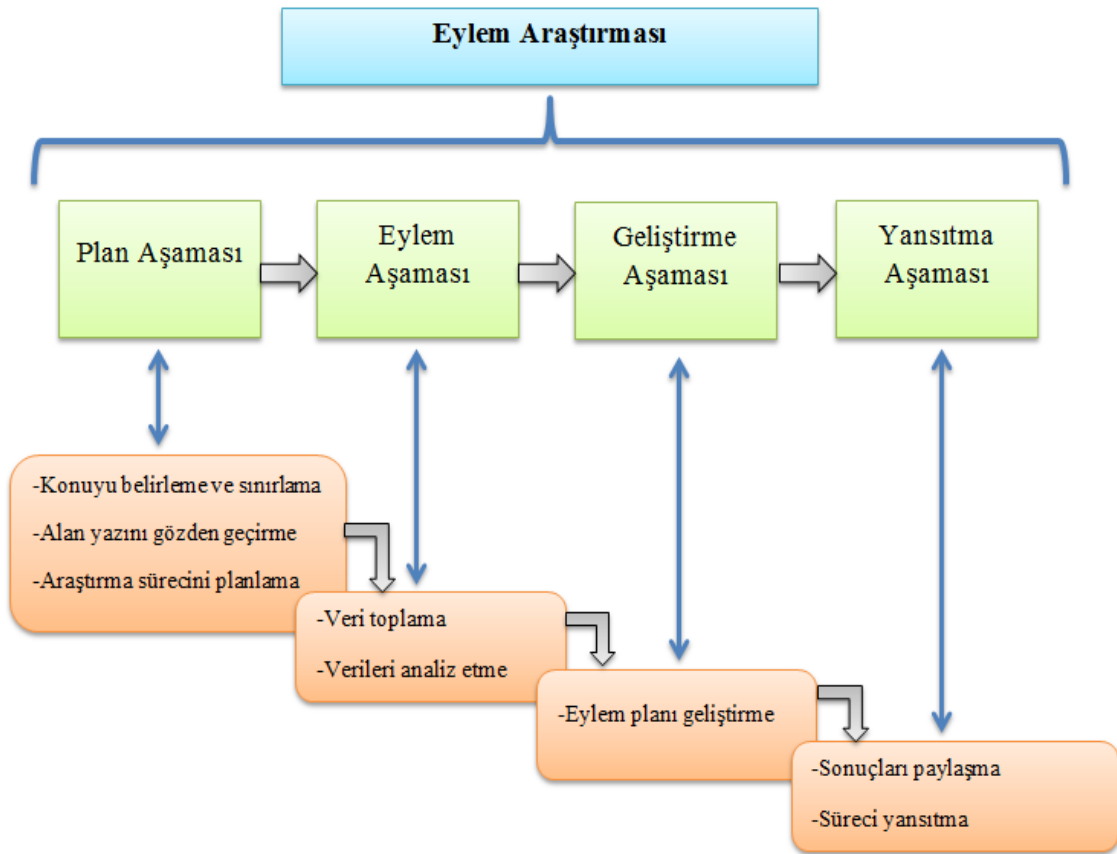 Eylem Araştırması
Plan Aşaması
Eylem
Aşaması
Geliştirme
Aşaması
Yansıtma
Aşaması
-Konuyu belirleme ve sınırlama
-Alan yazını gözden geçirme
-Araştırma sürecini planlama
-Veri toplama
-Verileri analiz etme
-Eylem planı geliştirme
-Sonuçları paylaşma
-Süreci yansıtma